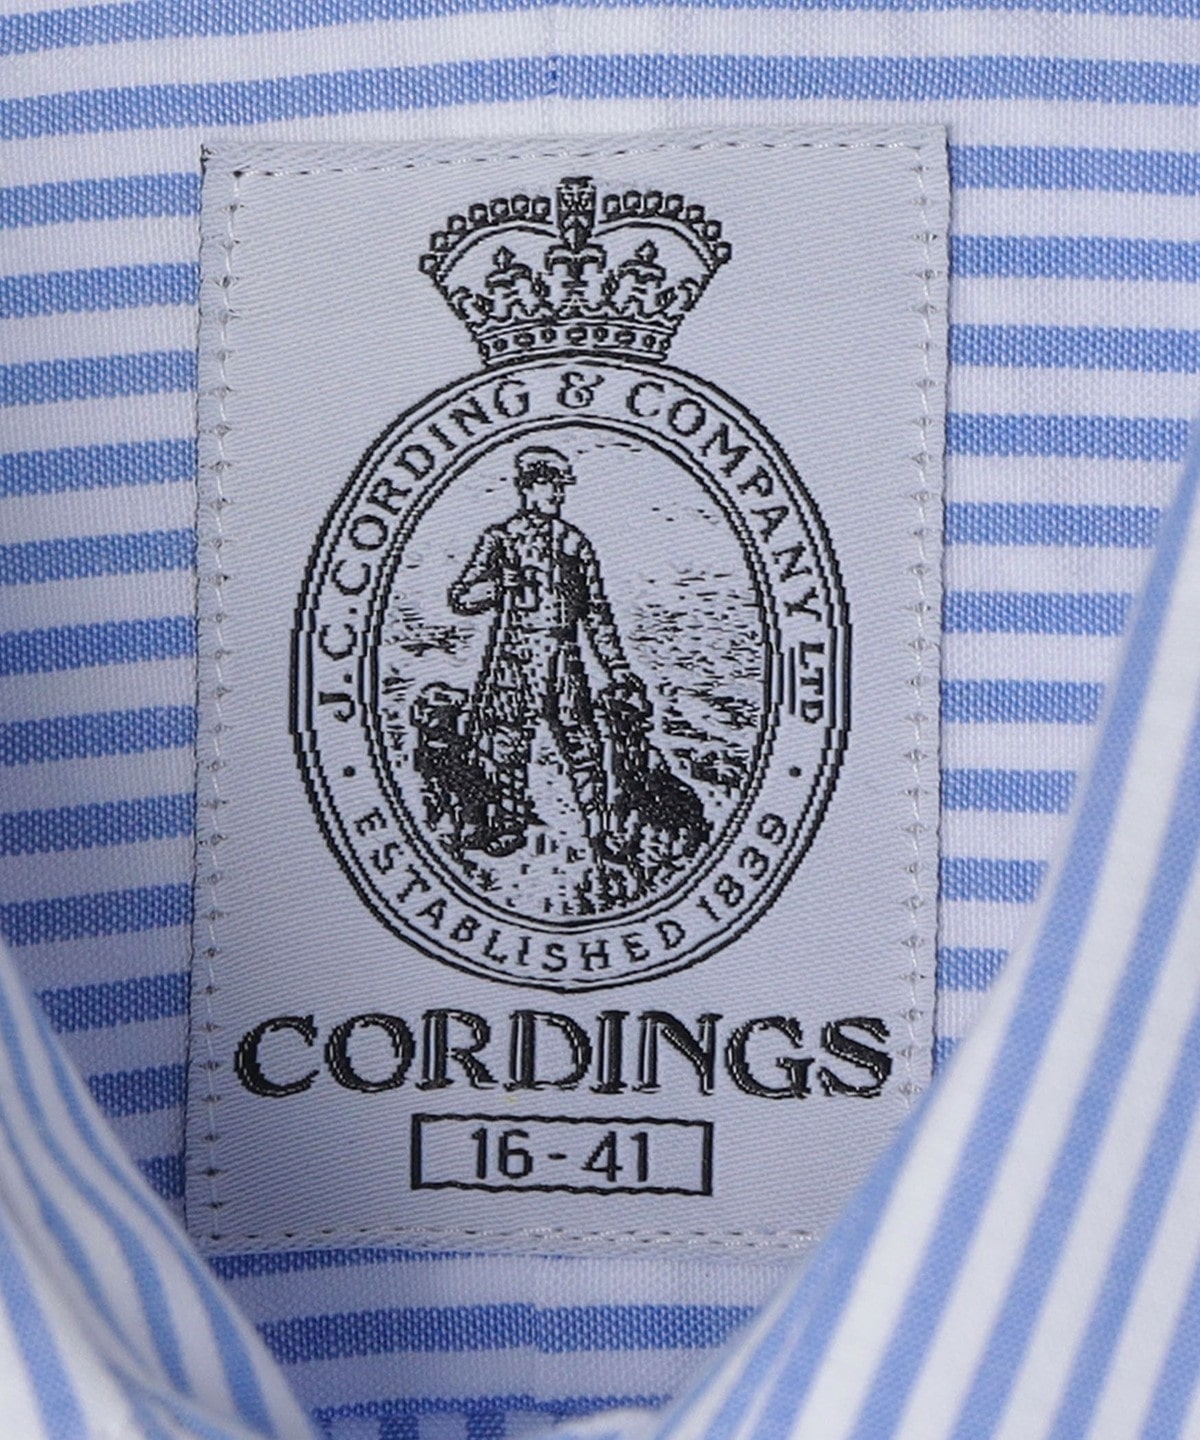 J.C. CORDING & COMPANY LTD
· ESTABLISHED 1839 ·
CORDINGS
16-41